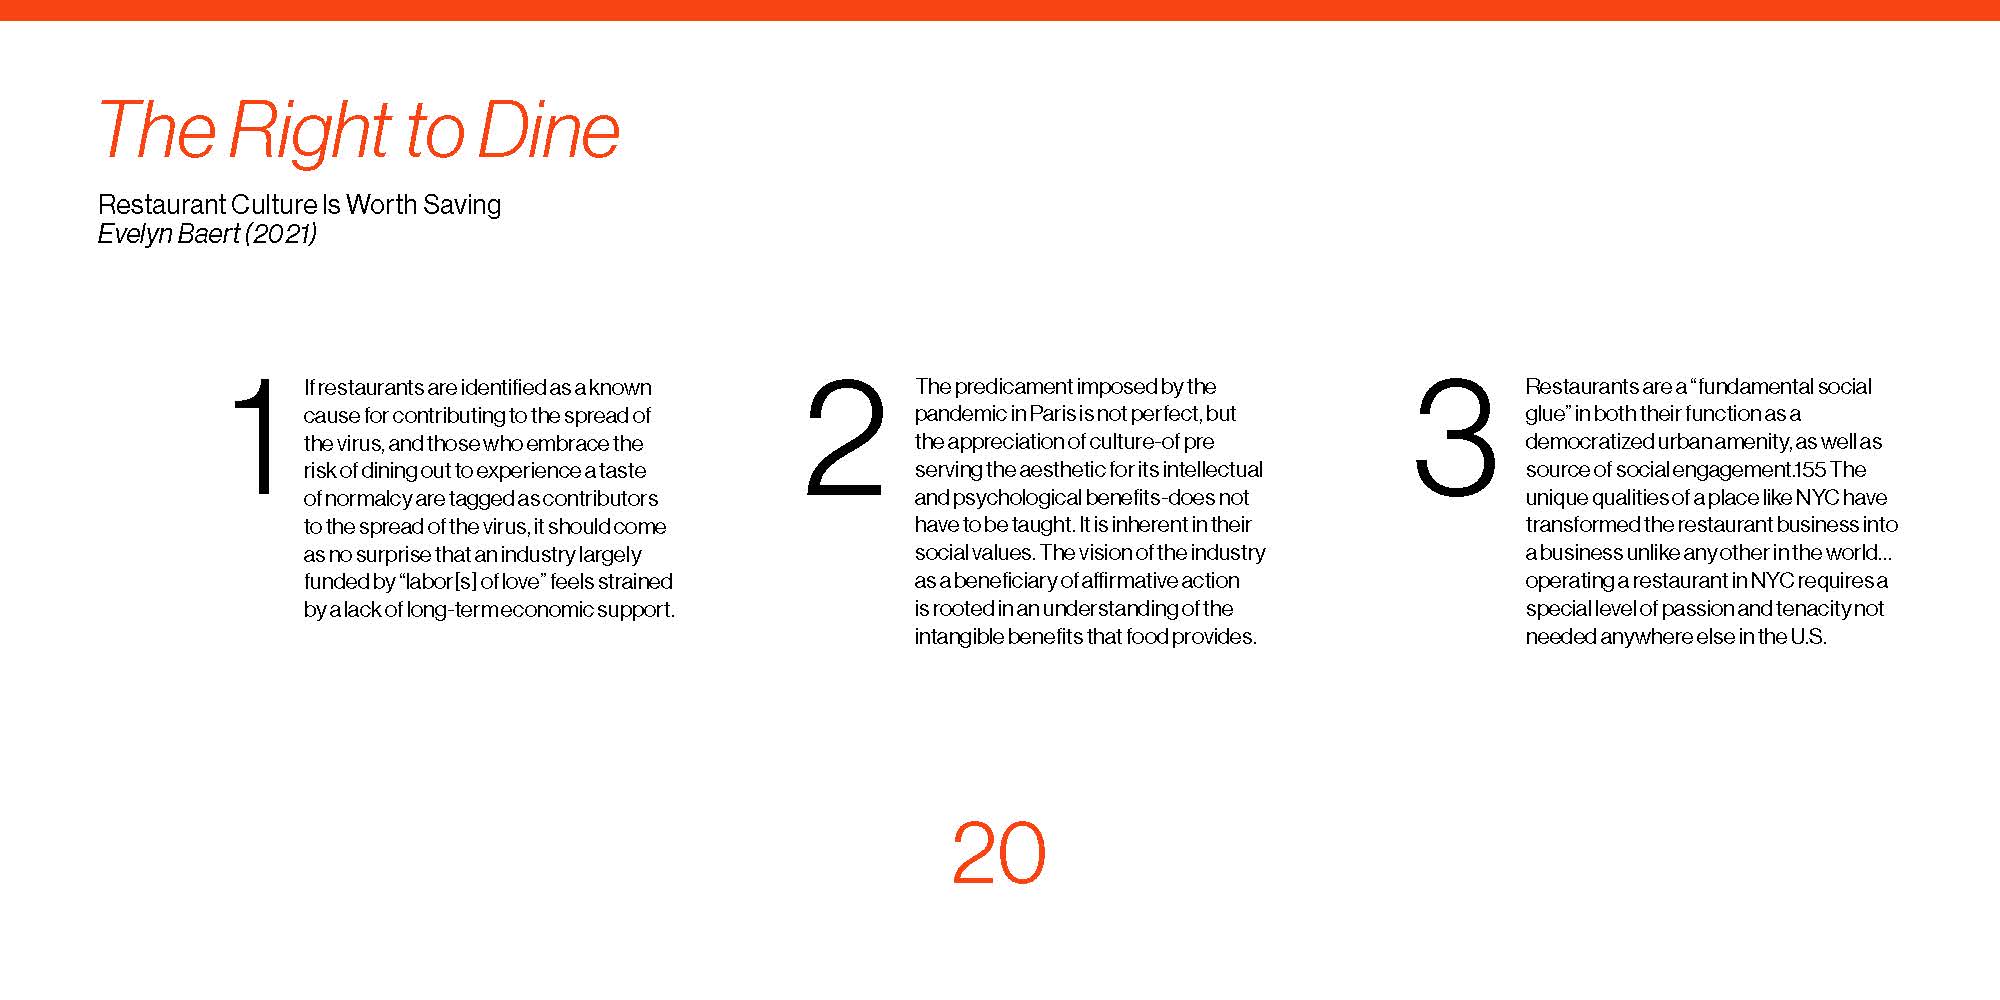 The Right to Dine
Restaurant Culture Is Worth Saving
Evelyn Baert (2021)
1
If restaurants are identified as a known
cause for contributing to the spread of
the virus, and those who embrace the
risk of dining out to experience a taste
of normalcy are tagged as contributors
to the spread of the virus, it should come
as no surprise that an industry largely
funded by “labor[s] of love” feels strained
by a lack of long-term economic support.
2
The predicament imposed by the
pandemic in Paris is not perfect, but
the appreciation of culture-of pre
serving the aesthetic for its intellectual
and psychological benefits-does not
have to be taught. It is inherent in their
social values. The vision of the industry
as a beneficiary of affirmative action
is rooted in an understanding of the
intangible benefits that food provides.
3
Restaurants are a “fundamental social
glue” in both their function as a
democratized urban amenity, as well as
source of social engagement.155 The
unique qualities of a place like NYC have
transformed the restaurant business into
a business unlike any other in the world...
operating a restaurant in NYC requires a
special level of passion and tenacity not
needed anywhere else in the U.S.
20